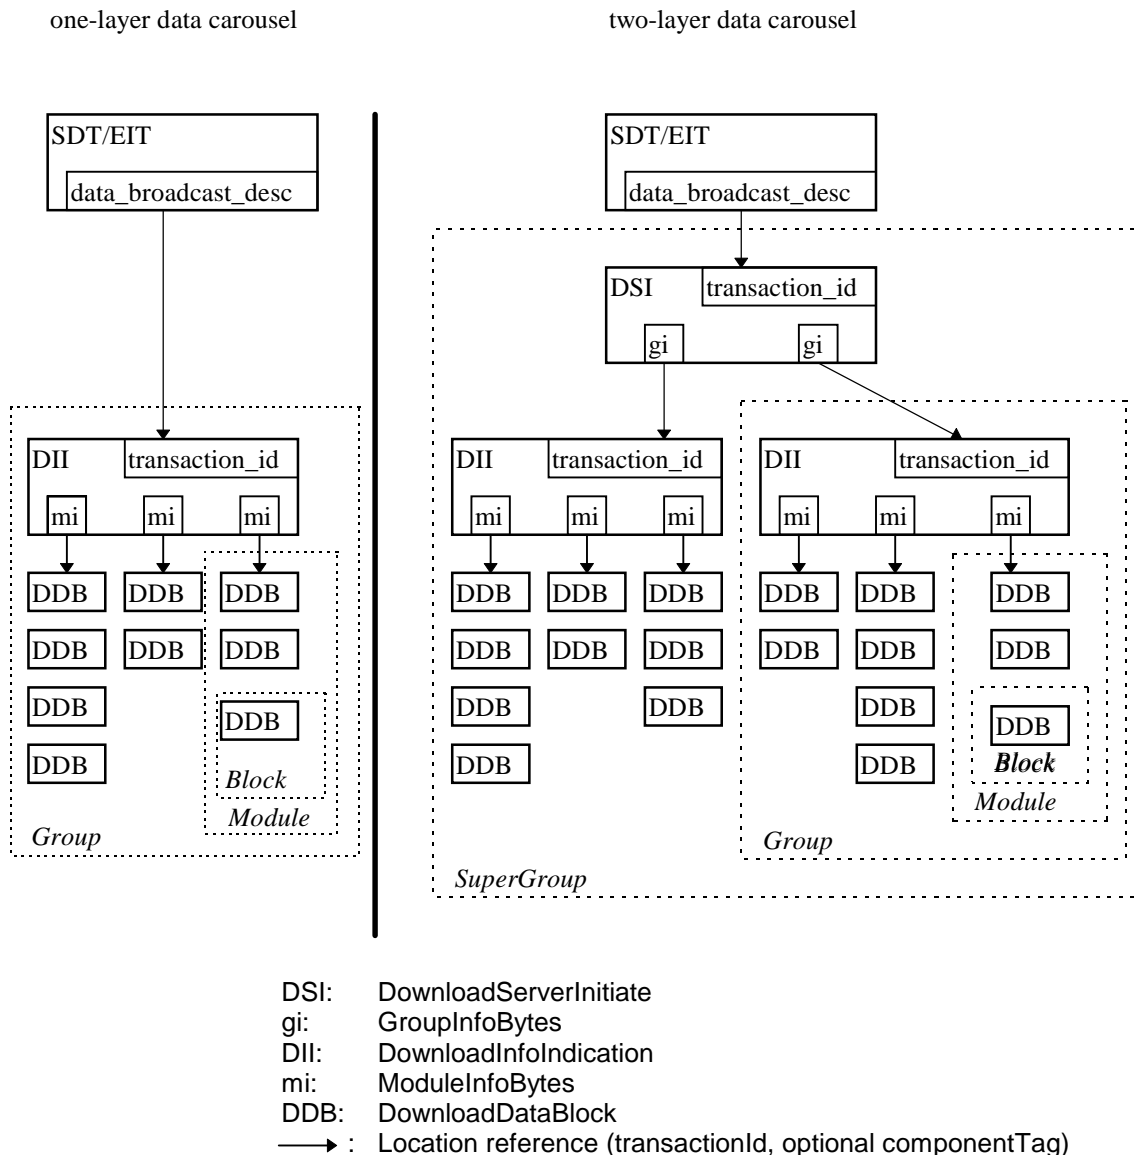 one-layer data carousel
two-layer data carousel
SDT/EIT
data_broadcast_desc
SDT/EIT
data_broadcast_desc
DSI transaction_id
gi gi
DII transaction_id
mi mi mi
DII transaction_id
mi mi mi
DII transaction_id
mi mi mi
DDB DDB DDB
DDB DDB DDB
DDB DDB
DDB
Block
Module
Group
DDB DDB DDB
DDB DDB DDB
DDB DDB
DDB
DDB DDB DDB
DDB DDB DDB
DDB DDB
DDB
Block
Module
Group
SuperGroup
DSI: DownloadServerInitiate
gi: GroupInfoBytes
DII: DownloadInfoIndication
mi: ModuleInfoBytes
DDB: DownloadDataBlock
: Location reference (transactionId, optional componentTag)